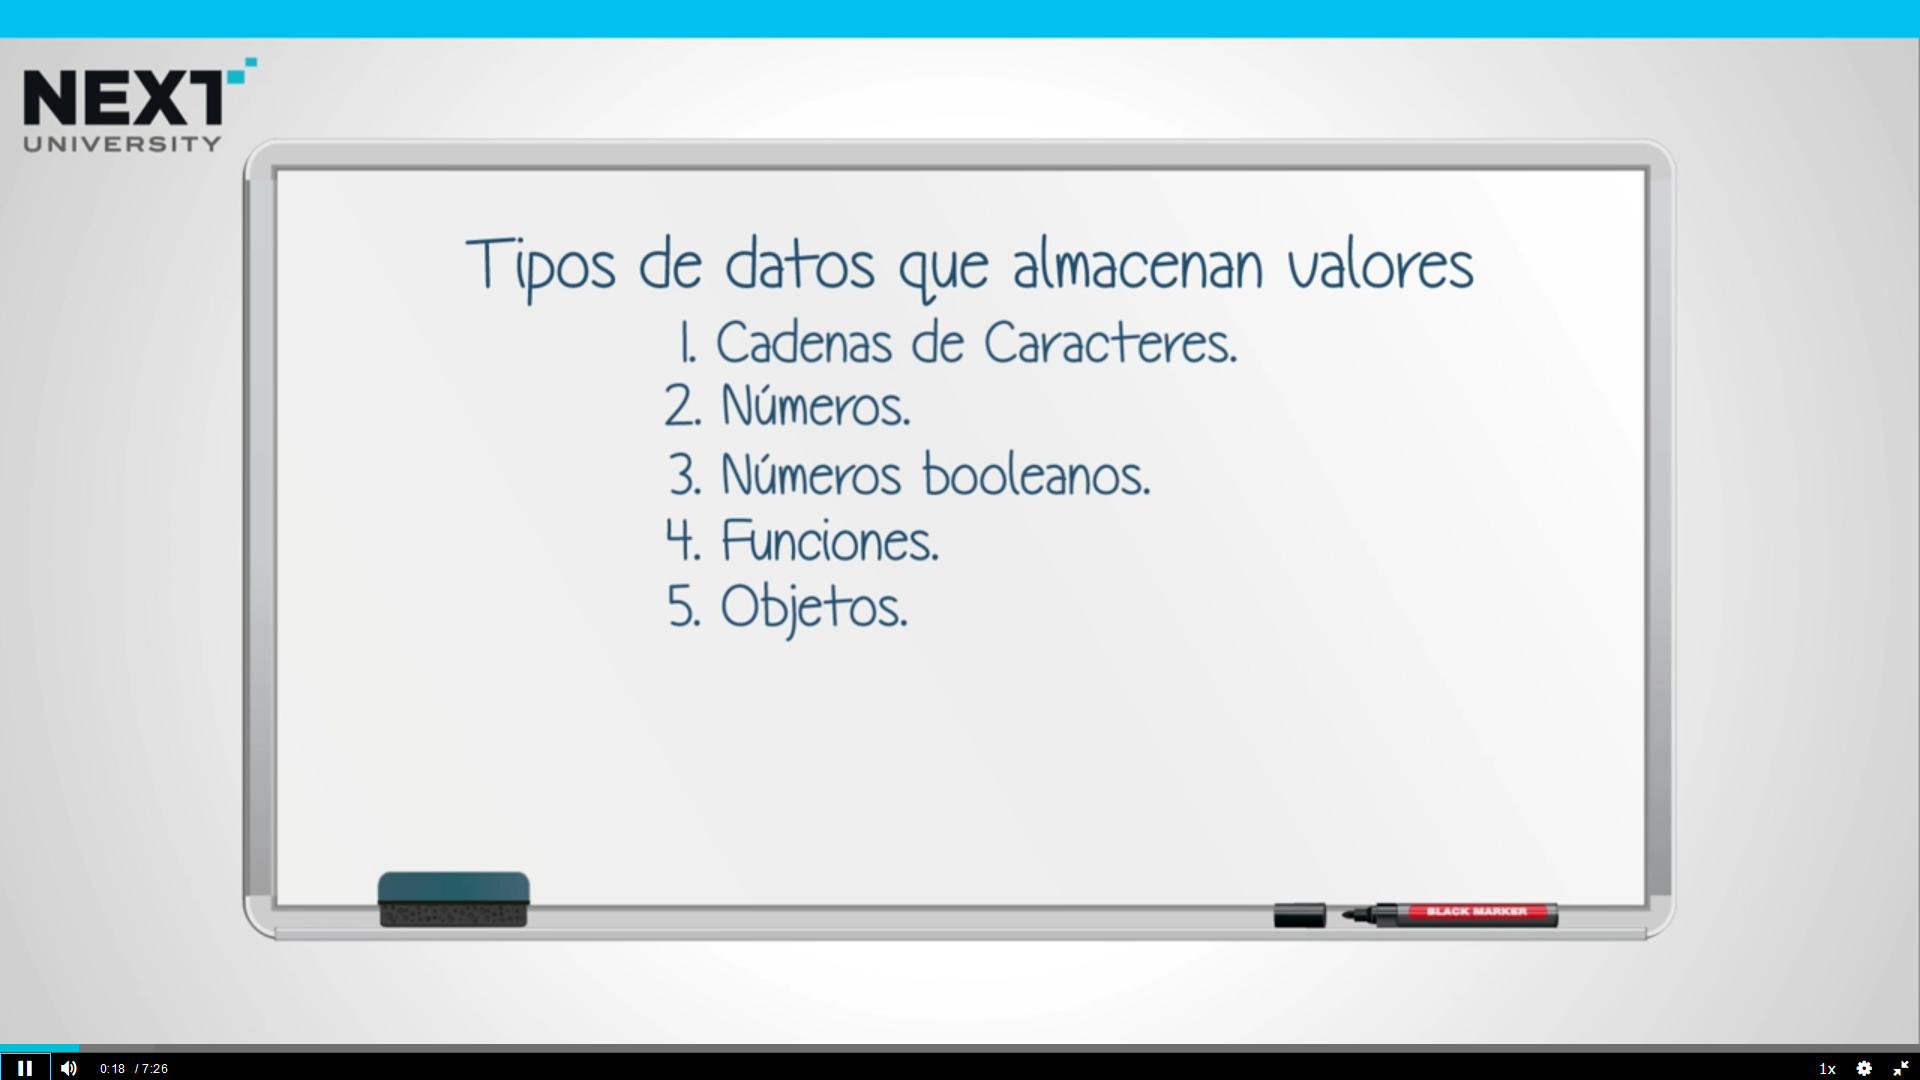 NEXT
UNIVERSITY
Tipos de datos que almacenan valores
1. Cadenas de Caracteres.
2. Números.
3. Números booleanos.
4. Funciones.
5. Objetos.
BLACK MARKER
0:18 / 7:26
1x